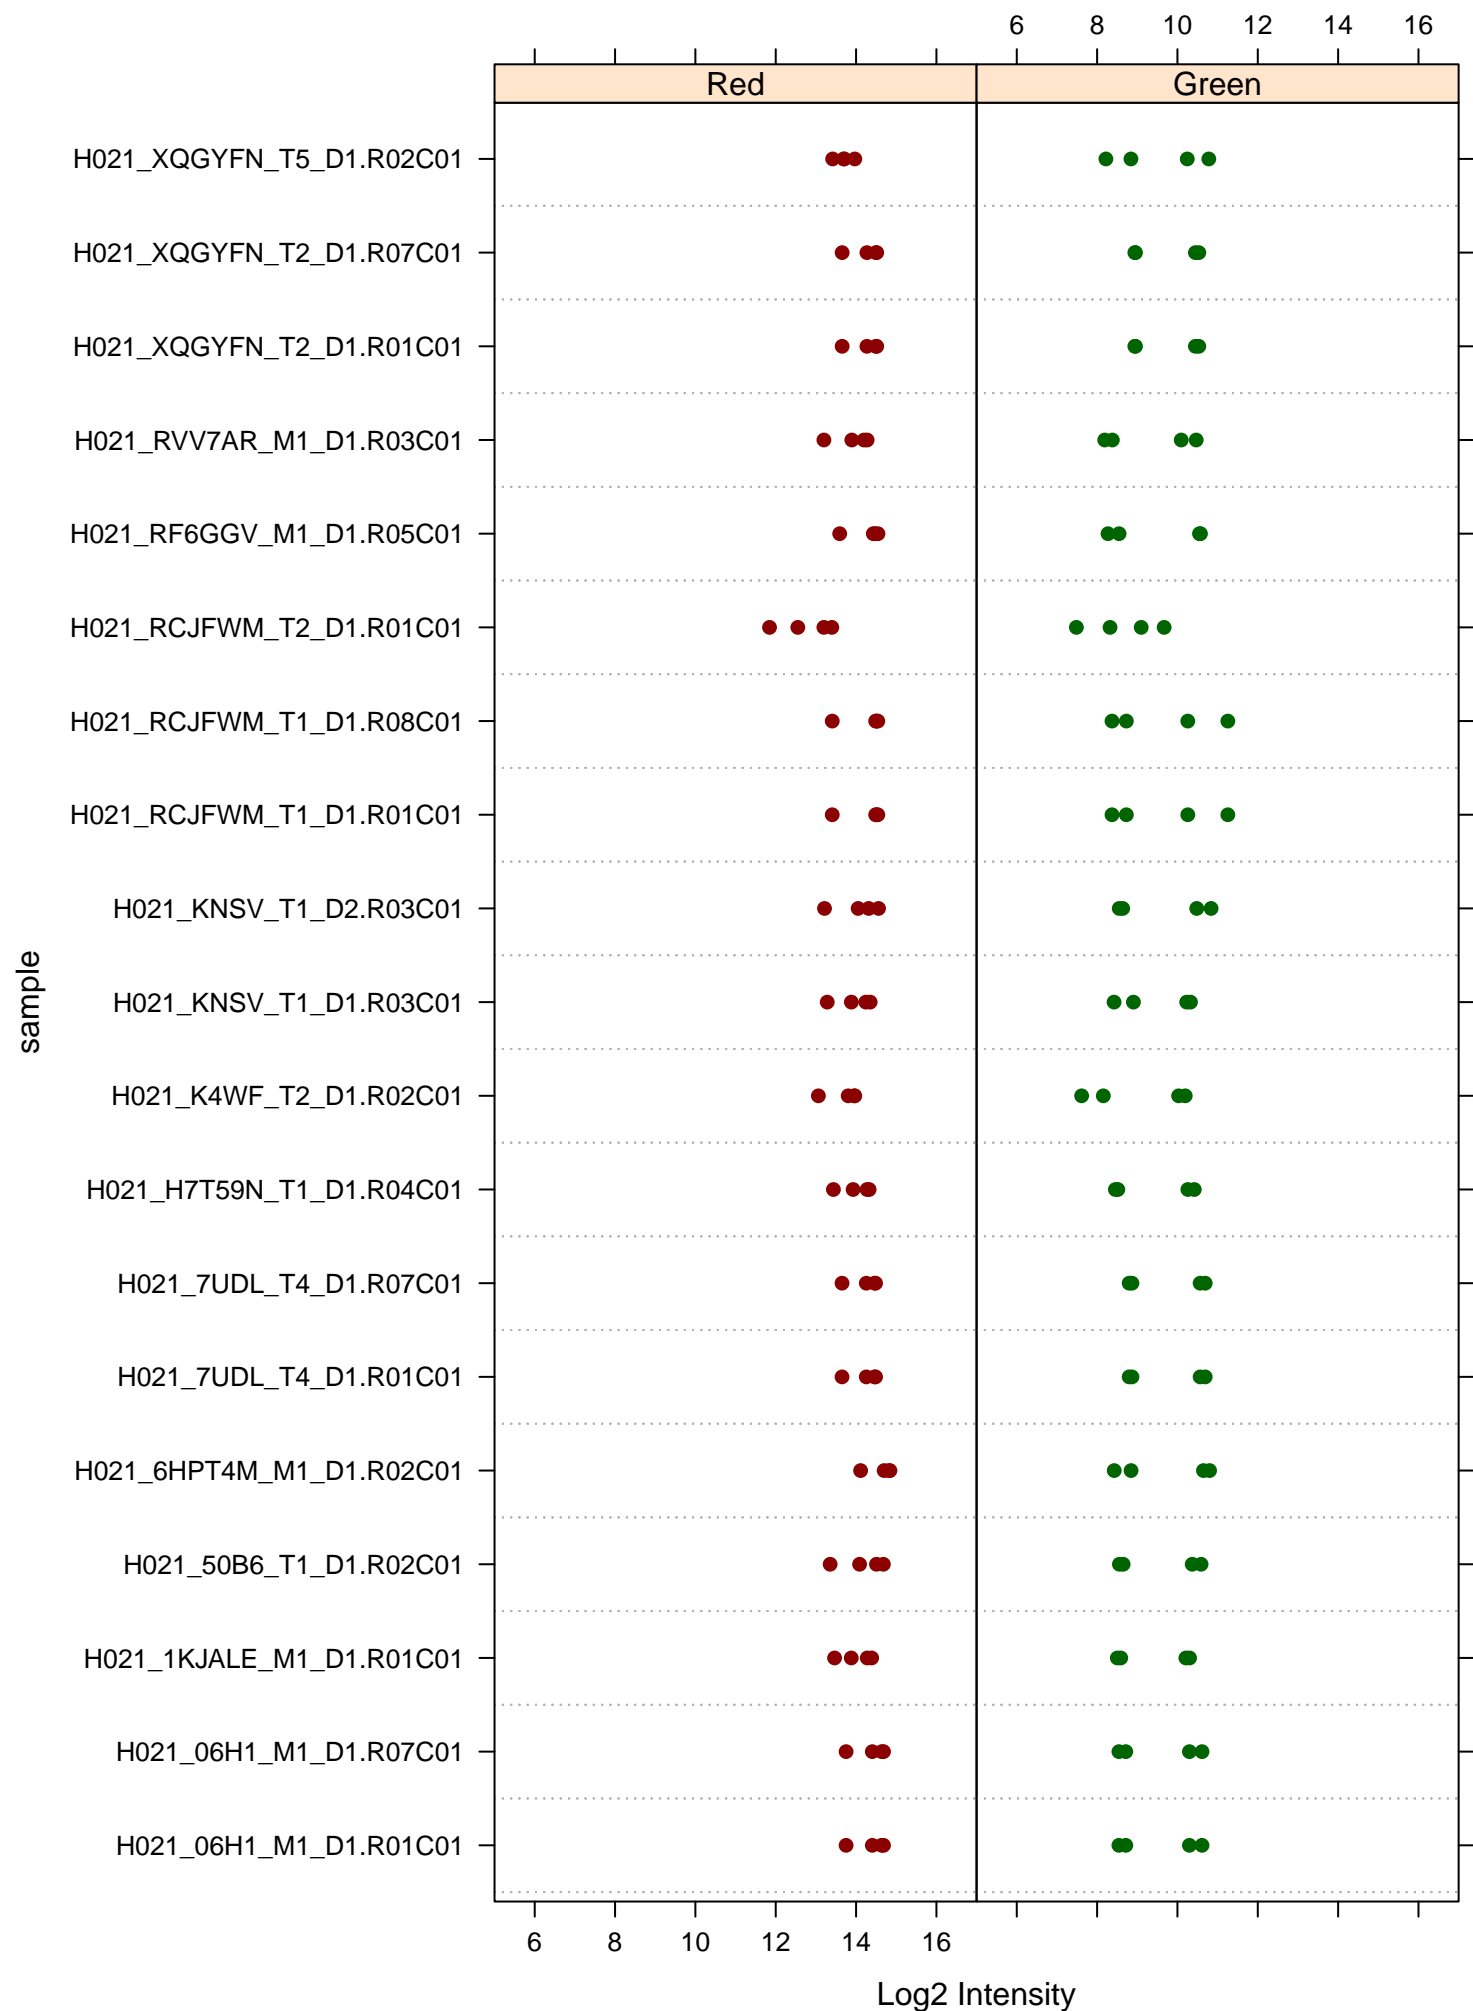 6 8 10 12 14 16
Red Green
H021_XQGYFN_T5_D1.R02C01
H021_XQGYFN_T2_D1.R07C01
H021_XQGYFN_T2_D1.R01C01
H021_RVV7AR_M1_D1.R03C01
H021_RF6GGV_M1_D1.R05C01
H021_RCJFWM_T2_D1.R01C01
H021_RCJFWM_T1_D1.R08C01
H021_RCJFWM_T1_D1.R01C01
H021_KNSV_T1_D2.R03C01
H021_KNSV_T1_D1.R03C01
H021_K4WF_T2_D1.R02C01
H021_H7T59N_T1_D1.R04C01
H021_7UDL_T4_D1.R07C01
H021_7UDL_T4_D1.R01C01
H021_6HPT4M_M1_D1.R02C01
H021_50B6_T1_D1.R02C01
H021_1KJALE_M1_D1.R01C01
H021_06H1_M1_D1.R07C01
H021_06H1_M1_D1.R01C01
sample
6 8 10 12 14 16
Log2 Intensity